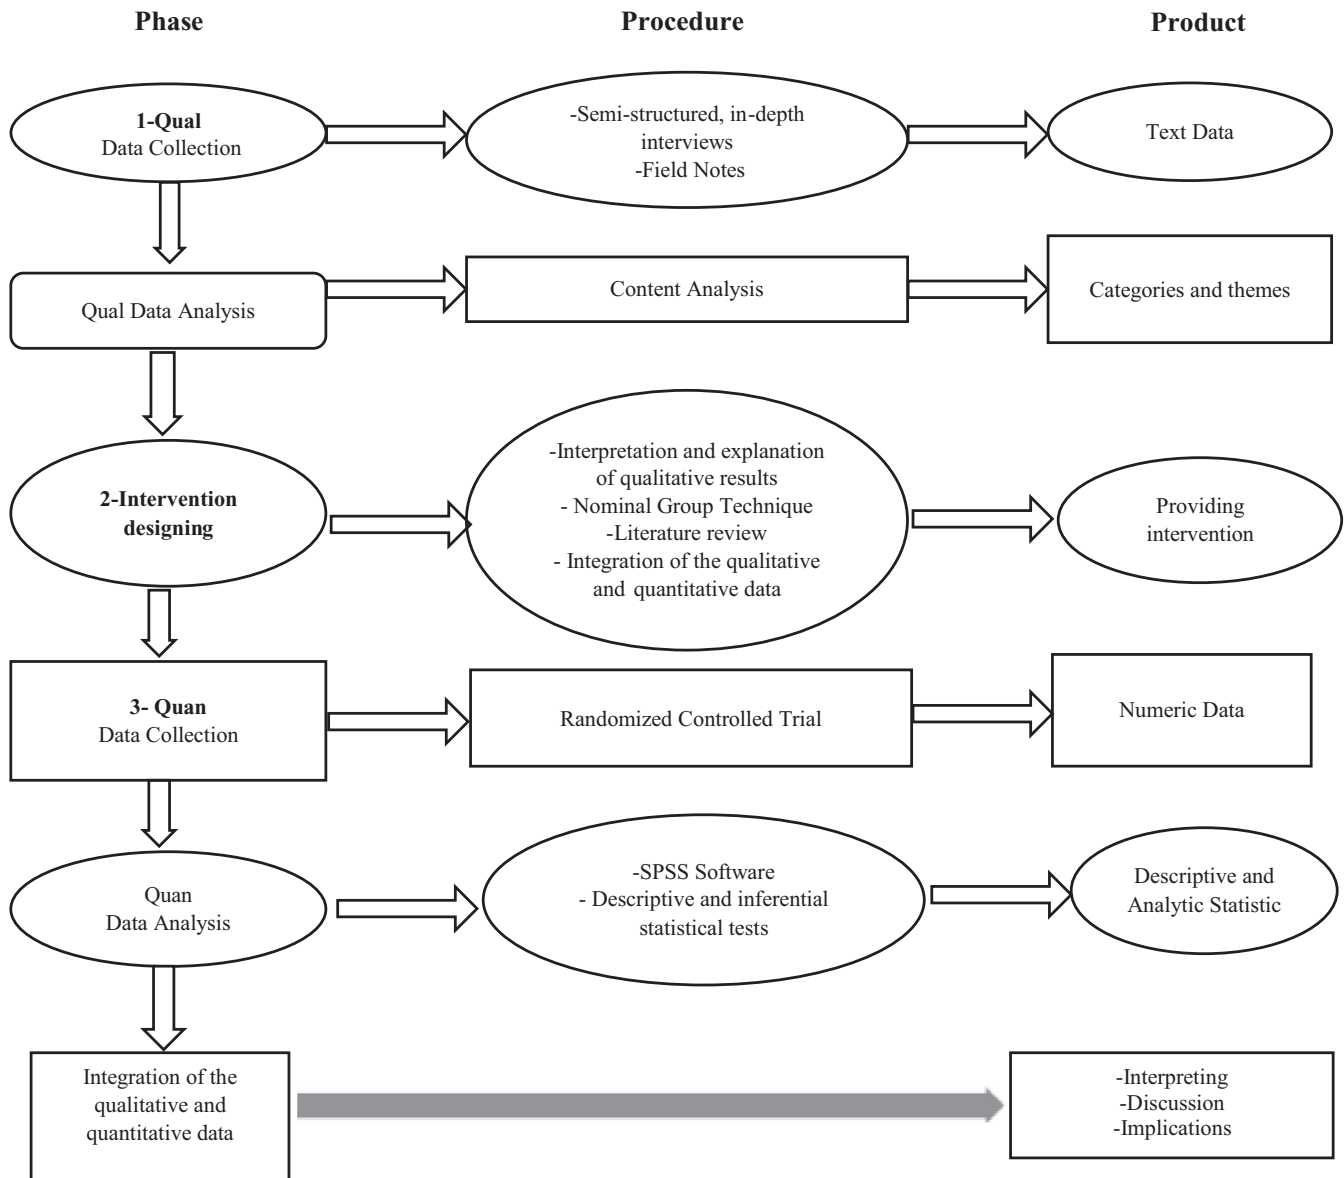 Phase
Procedure
Product
1-Qual
Data Collection
-Semi-structured, in-depth
interviews
-Field Notes
Text Data
Qual Data Analysis
Content Analysis
Categories and themes
2-Intervention
designing
-Interpretation and explanation
of qualitative results
- Nominal Group Technique
-Literature review
- Integration of the qualitative
and quantitative data
Providing
intervention
3- Quan
Data Collection
Randomized Controlled Trial
Numeric Data
Quan
Data Analysis
-SPSS Software
- Descriptive and inferential
statistical tests
Descriptive and
Analytic Statistic
Integration of the
qualitative and
quantitative data
-Interpreting
-Discussion
-Implications